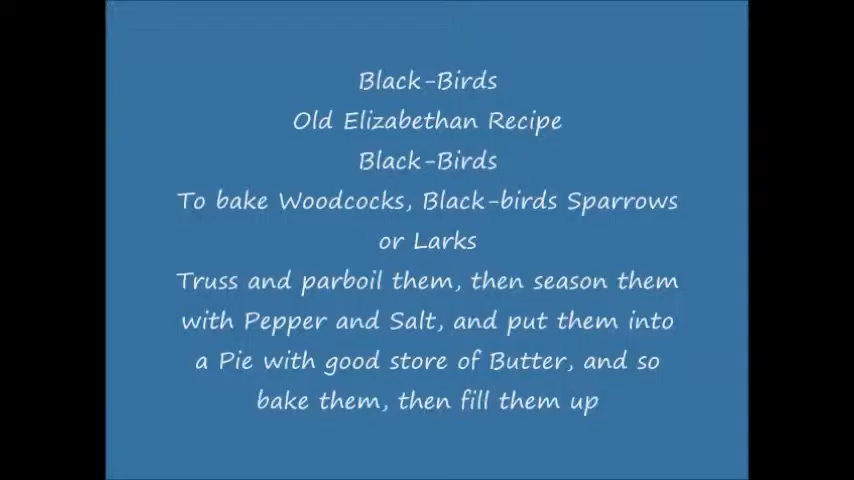 Black-Birds
Old Elizabethan Recipe
Black-Birds
To bake Woodcocks, Black-birds Sparrows
or Larks
Truss and parboil them, then season them
with Pepper and Salt, and put them into
a Pie with good store of Butter, and so
bake them, then fill them up